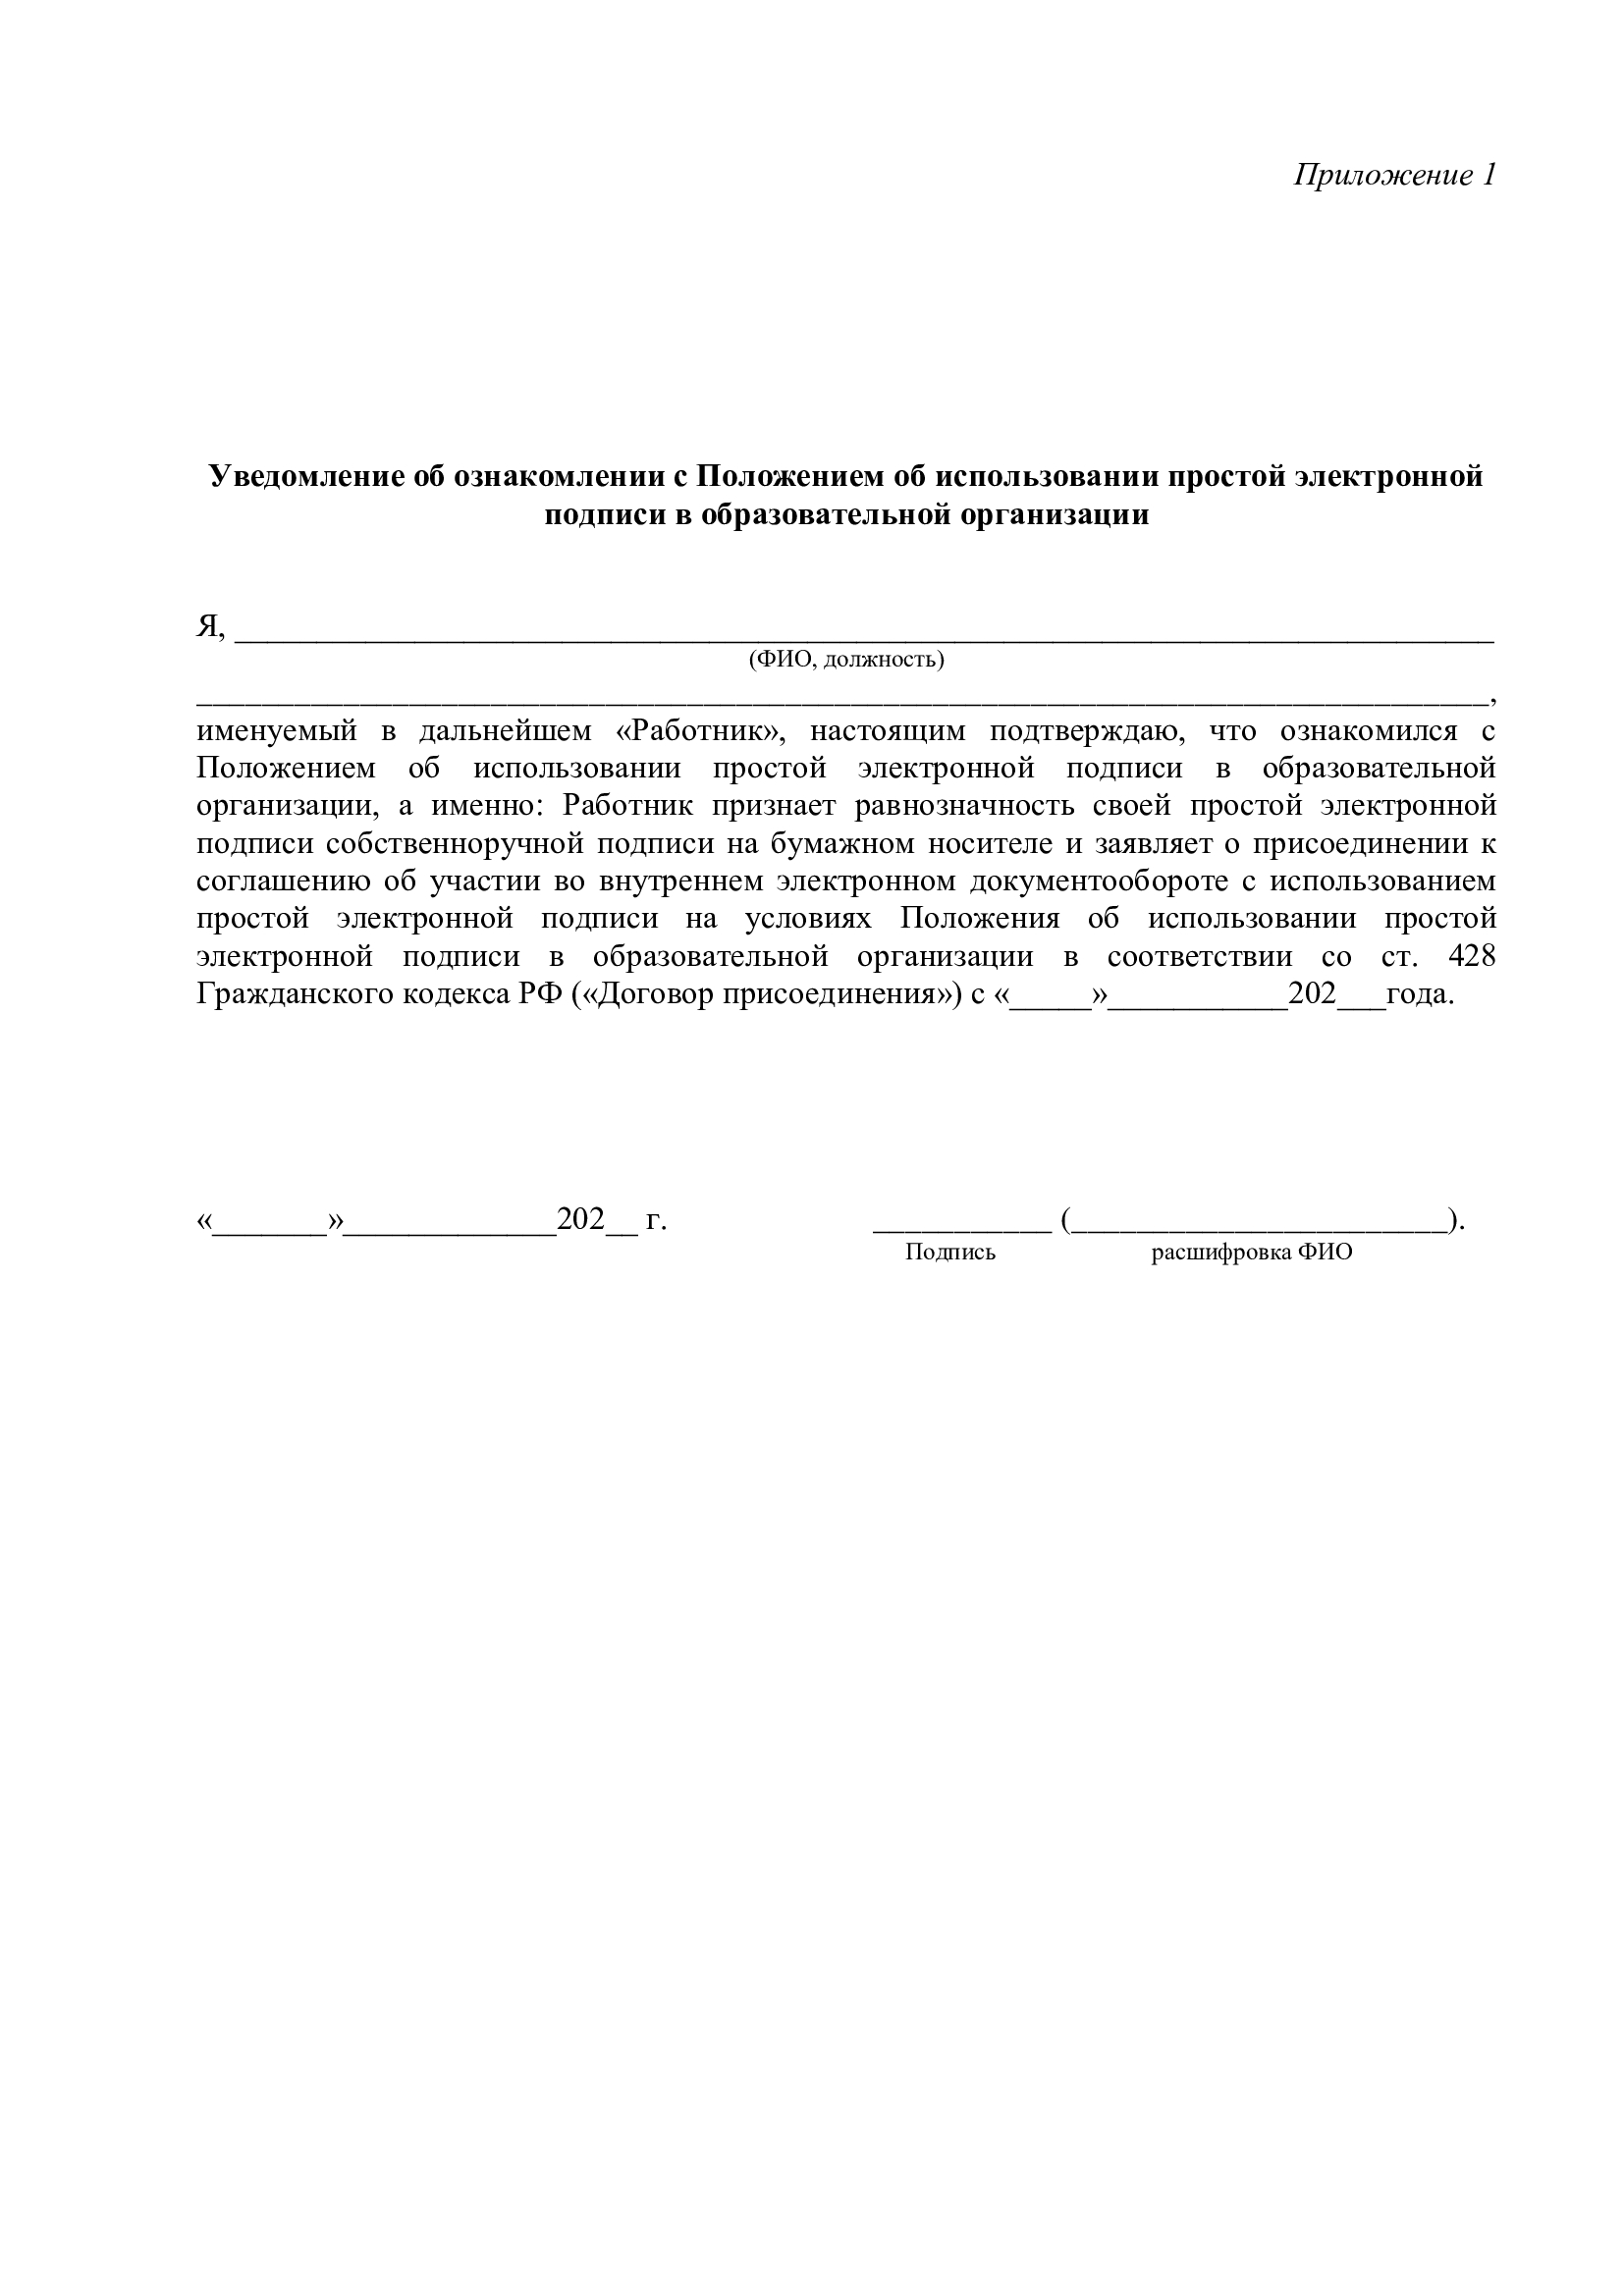 Приложение 1
Уведомление об ознакомлении с Положением об использовании простой электронной
подписи в образовательной организации
Я, _____________________________________________________________________________
(ФИО, должность)
_______________________________________________________________________________,
именуемый в дальнейшем «Работник», настоящим подтверждаю, что ознакомился с
Положением об использовании простой электронной подписи в образовательной
организации, а именно: Работник признает равнозначность своей простой электронной
подписи собственноручной подписи на бумажном носителе и заявляет о присоединении к
соглашению об участии во внутреннем электронном документообороте с использованием
простой электронной подписи на условиях Положения об использовании простой
электронной подписи в образовательной организации в соответствии со ст. 428
Гражданского кодекса РФ («Договор присоединения») с «_____»___________202___года.
«_______»_____________202__ г. ___________ (_______________________).
Подпись расшифровка ФИО